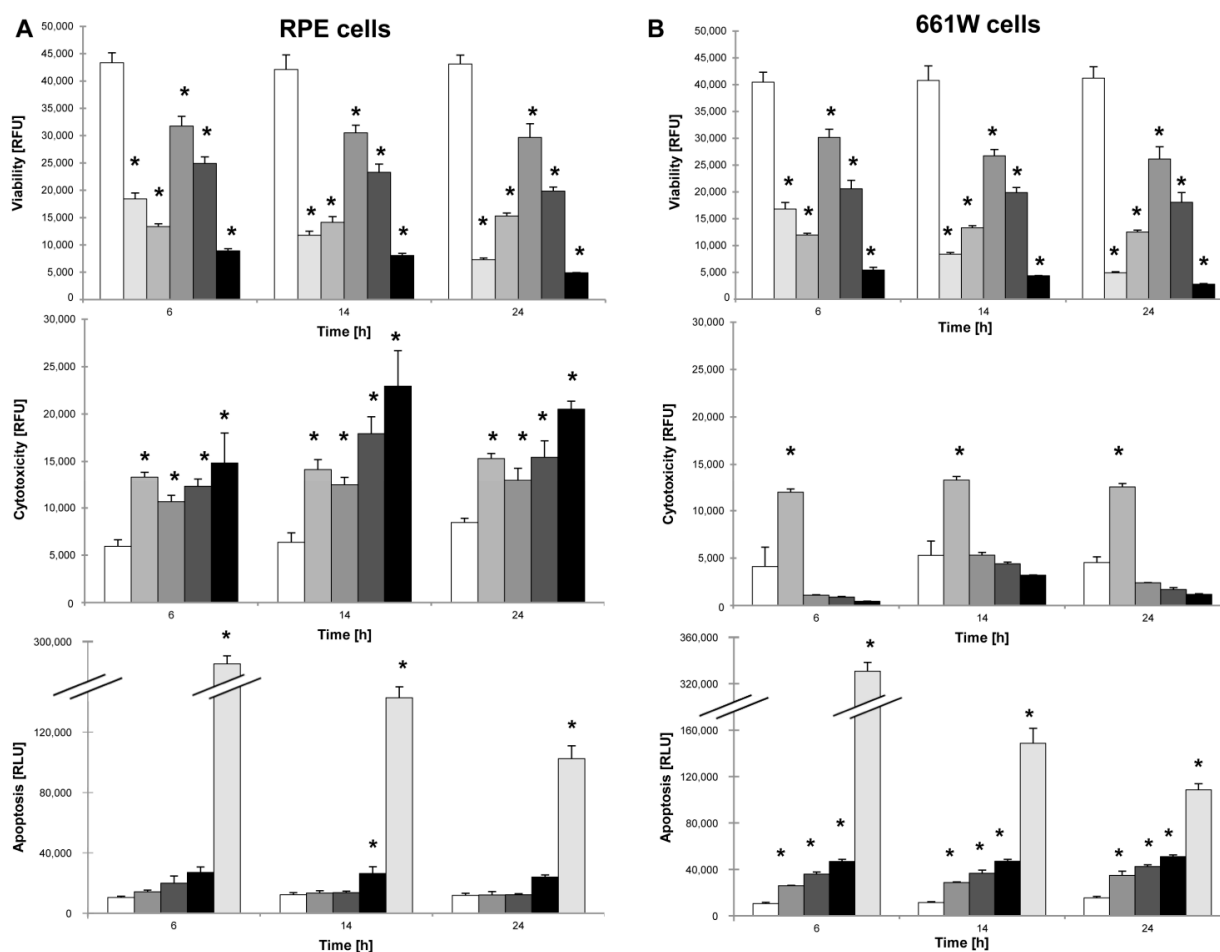 A
RPE cells
50,000
45,000
40,000
35,000
30,000
25,000
20,000
15,000
10,000
5,000
0
Viability [RFU]
* * * * *
* * * * *
* * * * *
6 14 24
Time [h]
30,000
25,000
20,000
15,000
10,000
5,000
0
Cytotoxicity [RFU]
* * * *
* * * *
* * * *
6 14 24
Time [h]
300,000
120,000
40,000
0
Apoptosis [RLU]
*
* *
*
6 14 24
Time [h]
B
661W cells
50,000
45,000
40,000
35,000
30,000
25,000
20,000
15,000
10,000
5,000
0
Viability [RFU]
* * * * *
* * * * *
* * * * *
6 14 24
Time [h]
30,000
25,000
20,000
15,000
10,000
5,000
0
Cytotoxicity [RFU]
*
*
*
6 14 24
Time [h]
360,000
320,000
160,000
120,000
80,000
40,000
0
Apoptosis [RLU]
* * * *
* * * *
* * * *
6 14 24
Time [h]